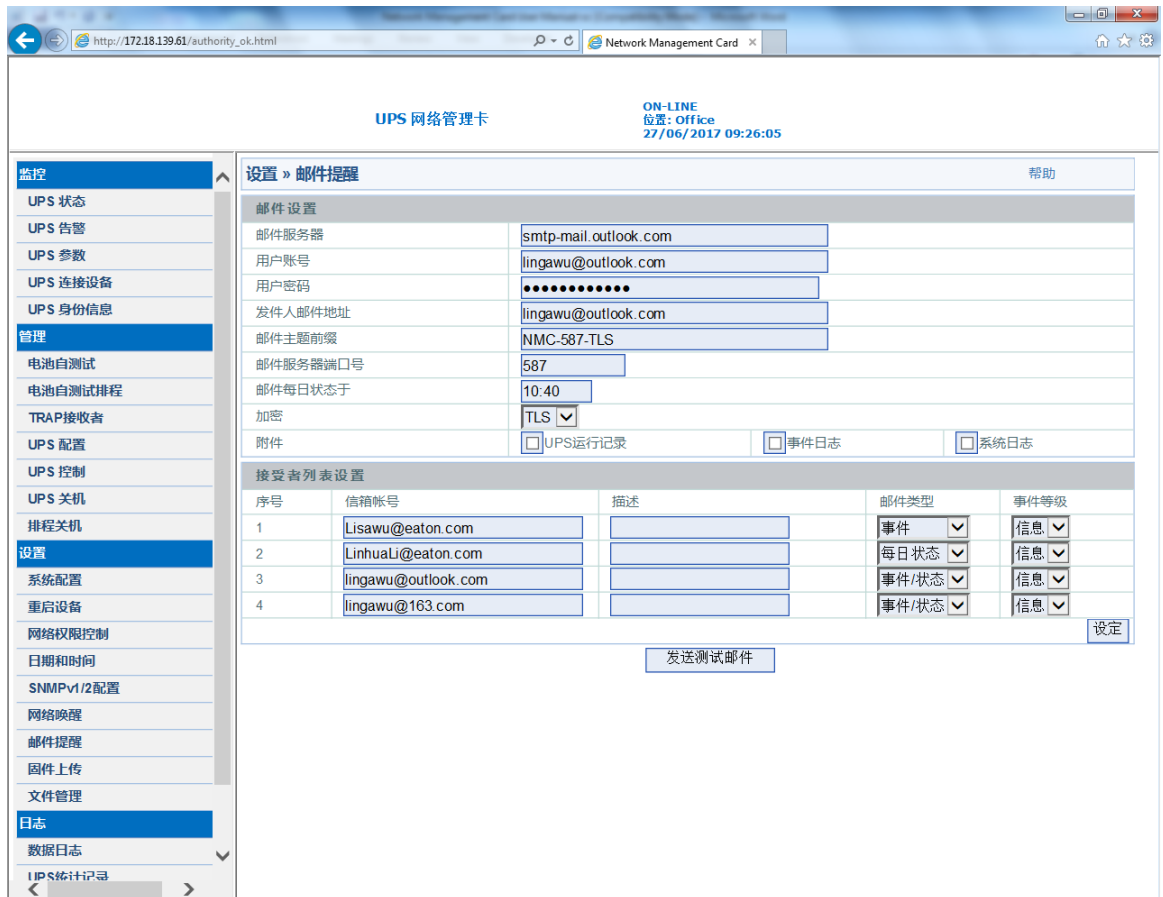 http://172.18.139.61/authority_ok.html
Network Management Card
UPS 网络管理卡
ON-LINE
位置: Office
27/06/2017 09:26:05
监控
UPS 状态
UPS 告警
UPS 参数
UPS 连接设备
UPS 身份信息
管理
电池自测试
电池自测试排程
TRAP接收者
UPS 配置
UPS 控制
UPS 关机
排程关机
设置
系统配置
重启设备
网络权限控制
日期和时间
SNMPv1/2配置
网络唤醒
邮件提醒
固件上传
文件管理
日志
数据日志
UPS统计记录
设置 » 邮件提醒 帮助
邮件设置
邮件服务器 smtp-mail.outlook.com
用户账号 lingawu@outlook.com
用户密码 ●●●●●●●●●●●●
发件人邮件地址 lingawu@outlook.com
邮件主题前缀 NMC-587-TLS
邮件服务器端口号 587
邮件每日状态于 10:40
加密 TLS
附件 UPS运行记录 事件日志 系统日志
接受者列表设置
序号 信箱帐号 描述 邮件类型 事件等级
1 Lisawu@eaton.com 事件 信息
2 LinhuaLi@eaton.com 每日状态 信息
3 lingawu@outlook.com 事件/状态 信息
4 lingawu@163.com 事件/状态 信息
设定
发送测试邮件